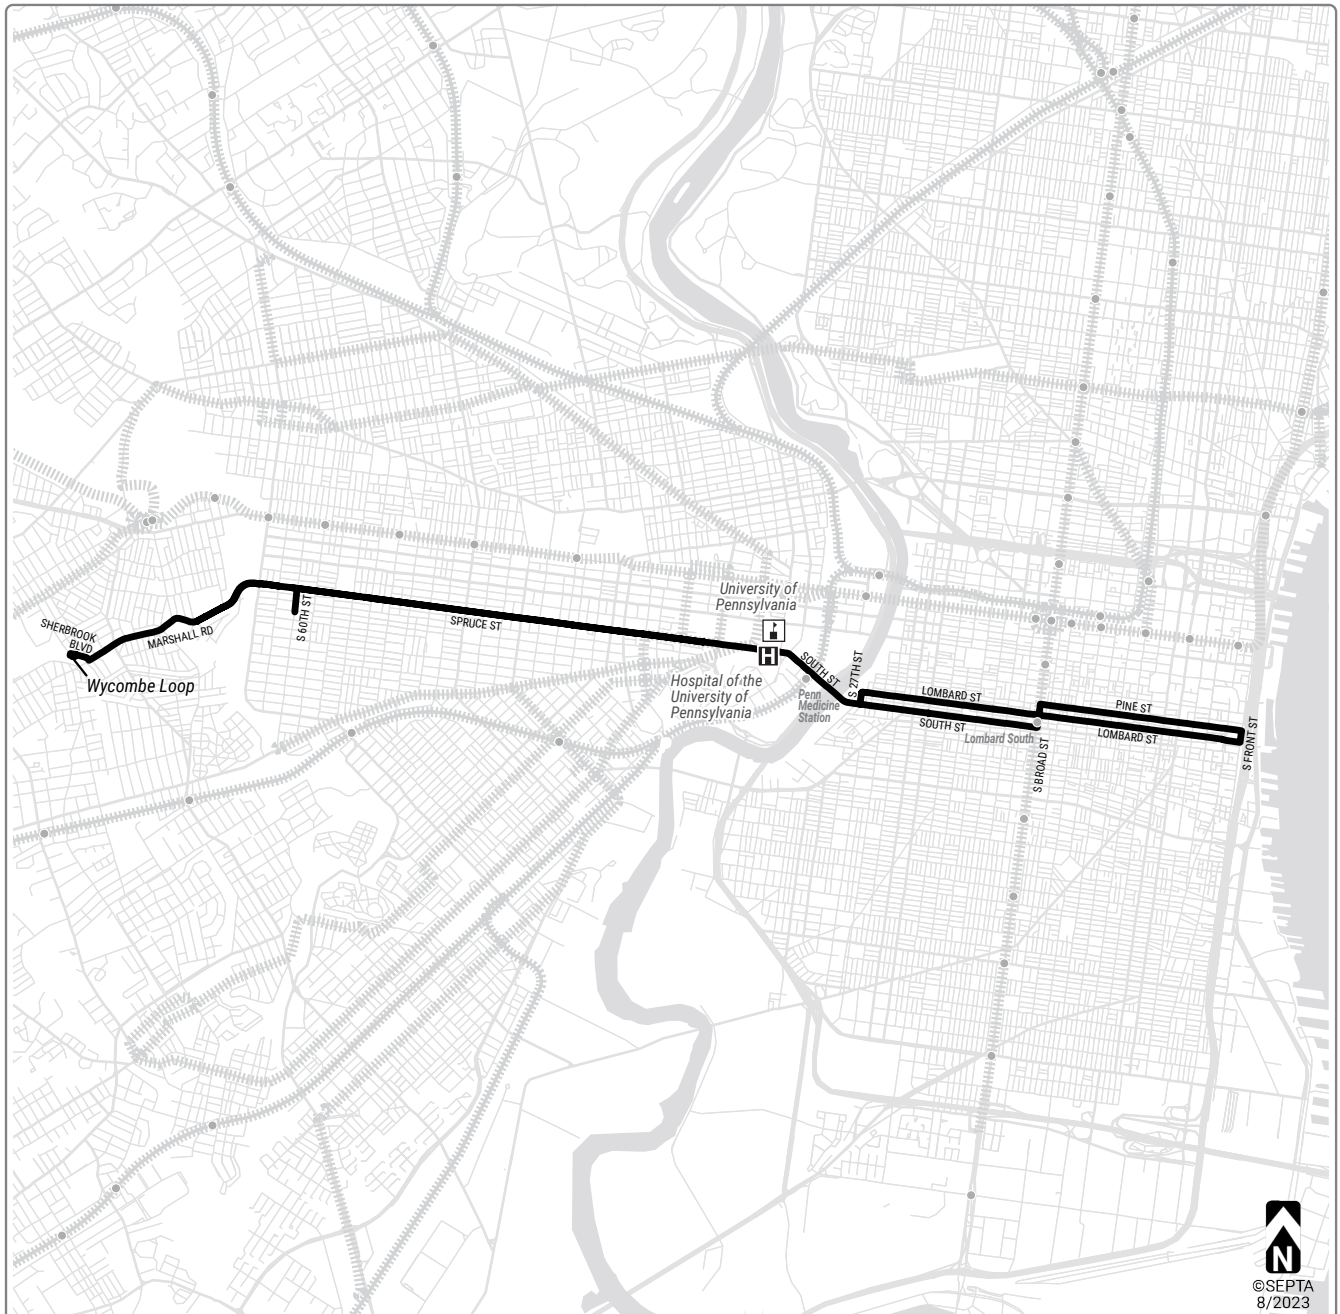 University of
Pennsylvania
SHERBROOK
BLVD
MARSHALL RD
S 60TH ST
SPRUCE ST
Wycombe Loop
H
Hospital of the
University of
Pennsylvania
SOUTH ST
S 27TH ST
Penn
Medicine
Station
LOMBARD ST
SOUTH ST
Lombard South
S BROAD ST
PINE ST
LOMBARD ST
S FRONT ST
N
©SEPTA
8/2023